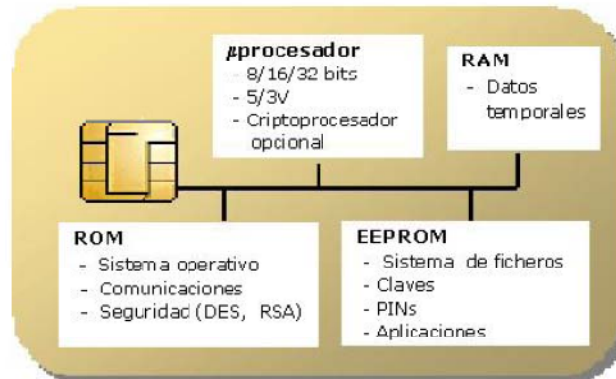 µprocesador
- 8/16/32 bits
- 5/3V
- Criptoprocesador
opcional
RAM
- Datos
temporales
ROM
- Sistema operativo
- Comunicaciones
- Seguridad (DES, RSA)
EEPROM
- Sistema de ficheros
- Claves
- PINs
- Aplicaciones